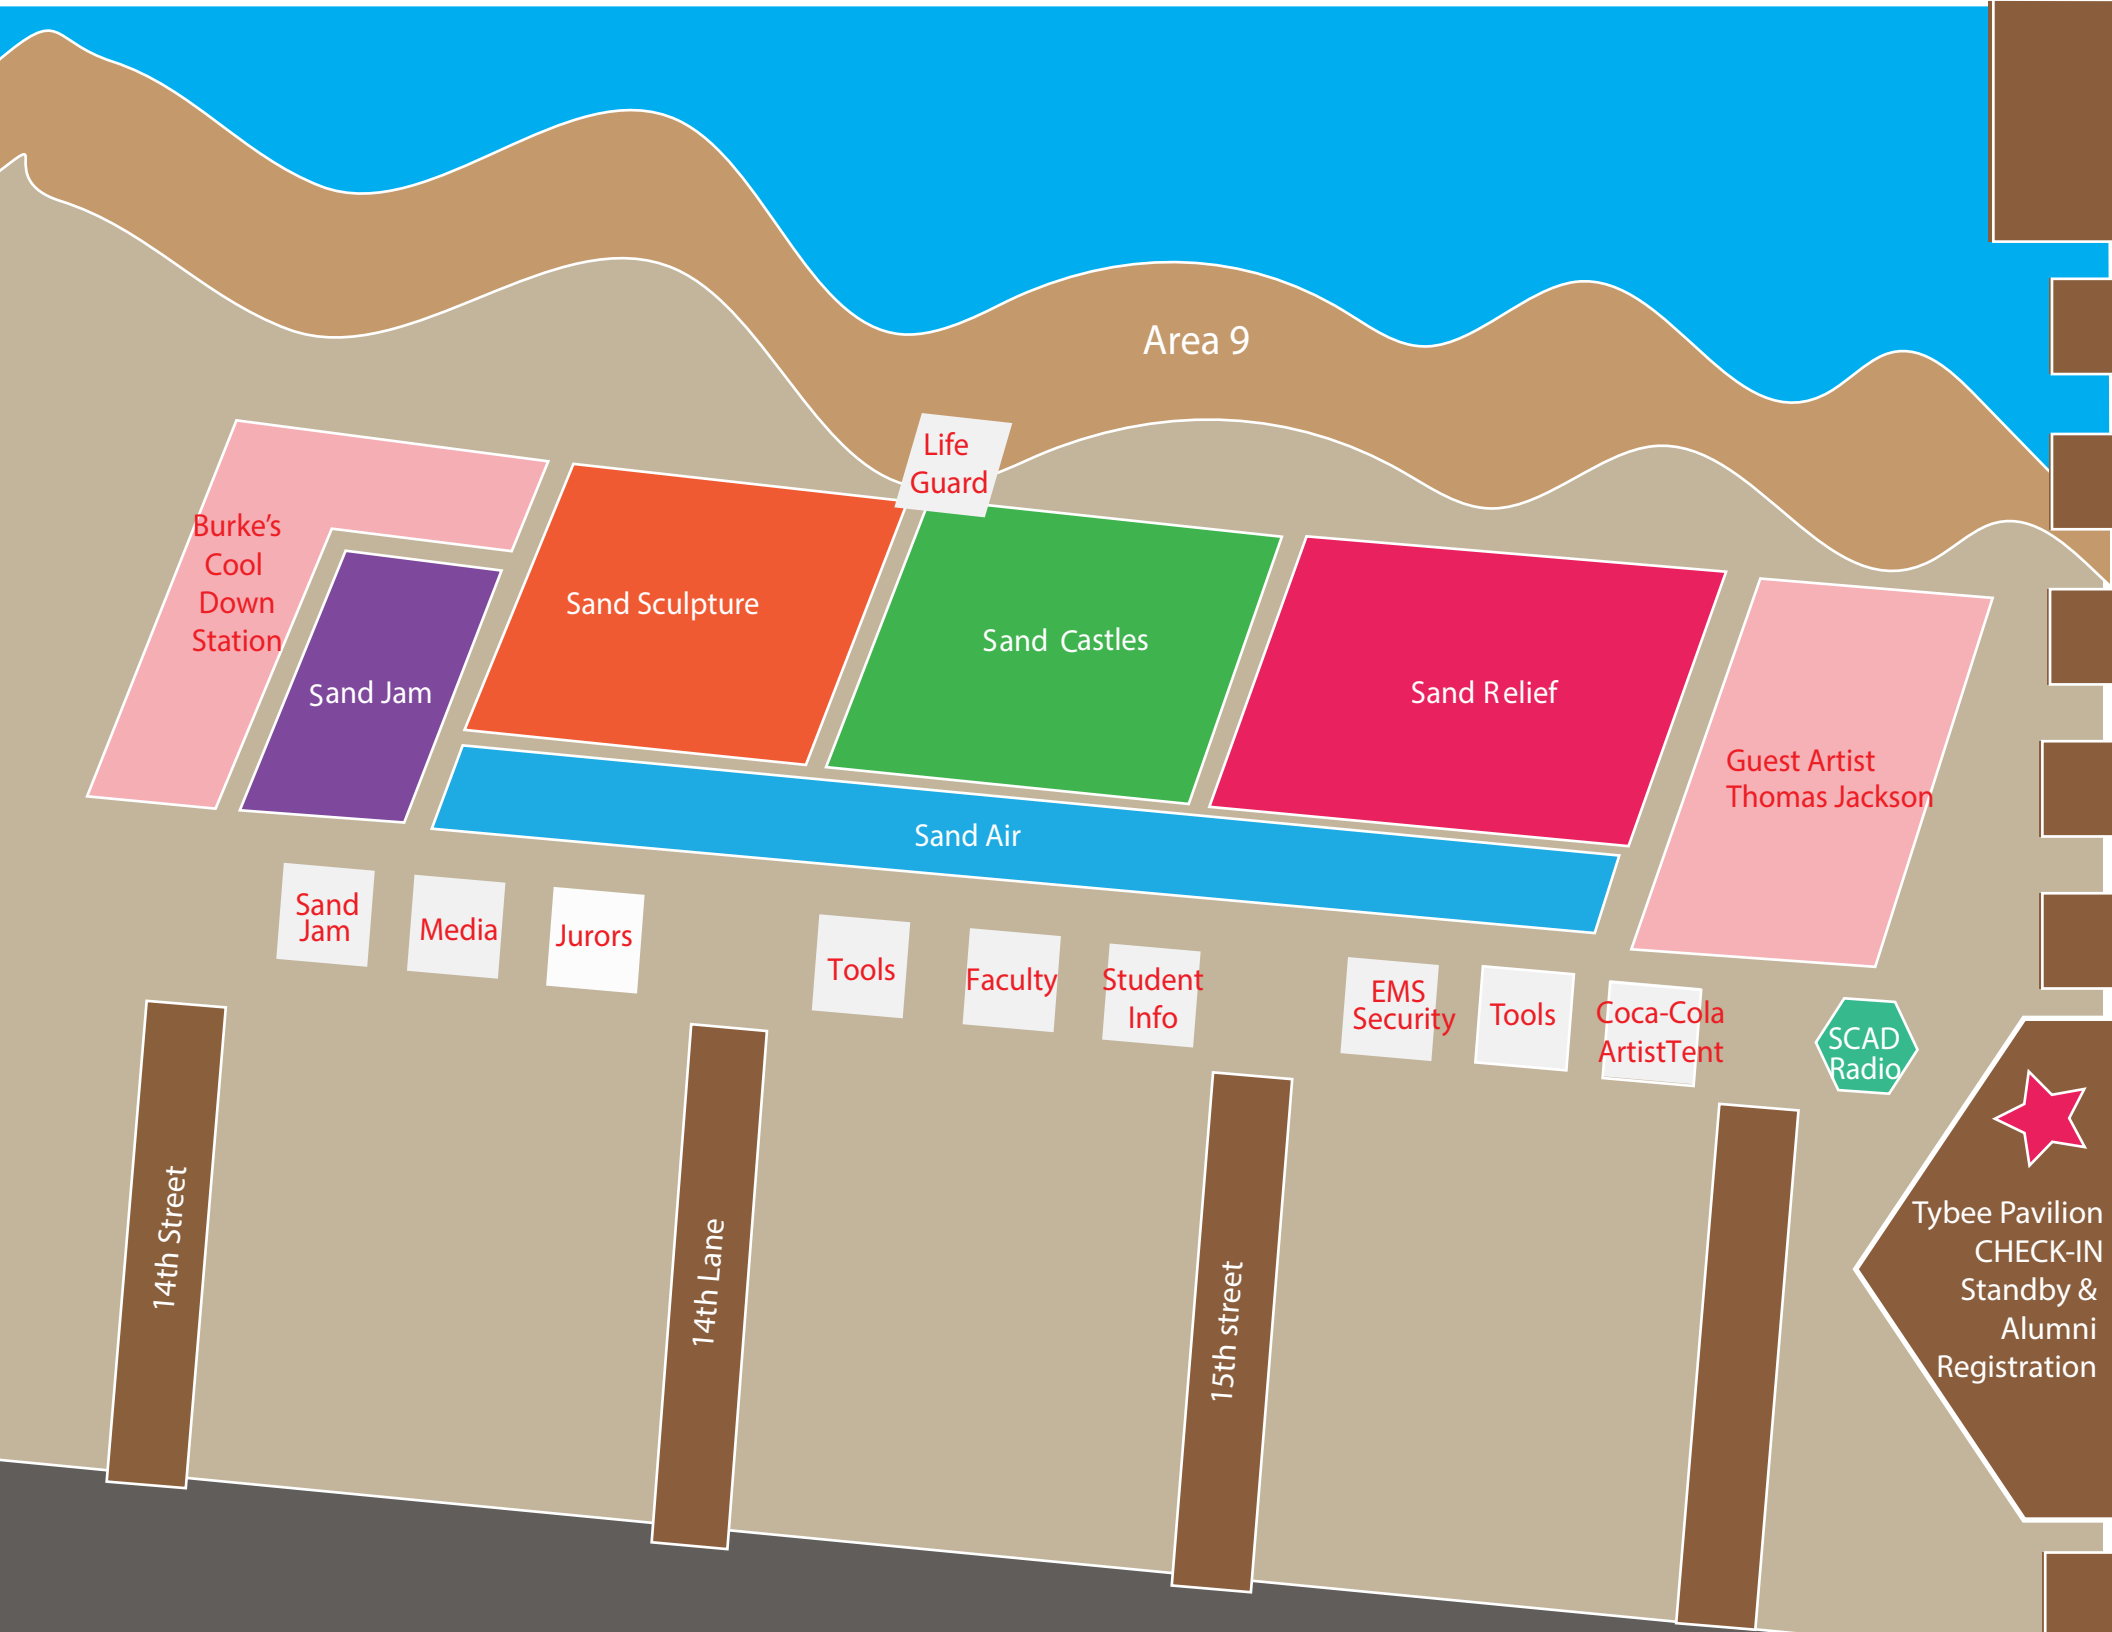 Area 9
Life
Guard
Burke's
Cool
Down
Station
Sand Jam
Sand Sculpture
Sand Castles
Sand Relief
Guest Artist
Thomas Jackson
Sand Air
Sand
Jam
Media
Jurors
Tools
Faculty
Student
Info
EMS
Security
Tools
Coca-Cola
ArtistTent
SCAD
Radio
14th Street
14th Lane
15th street
Tybee Pavilion
CHECK-IN
Standby &
Alumni
Registration